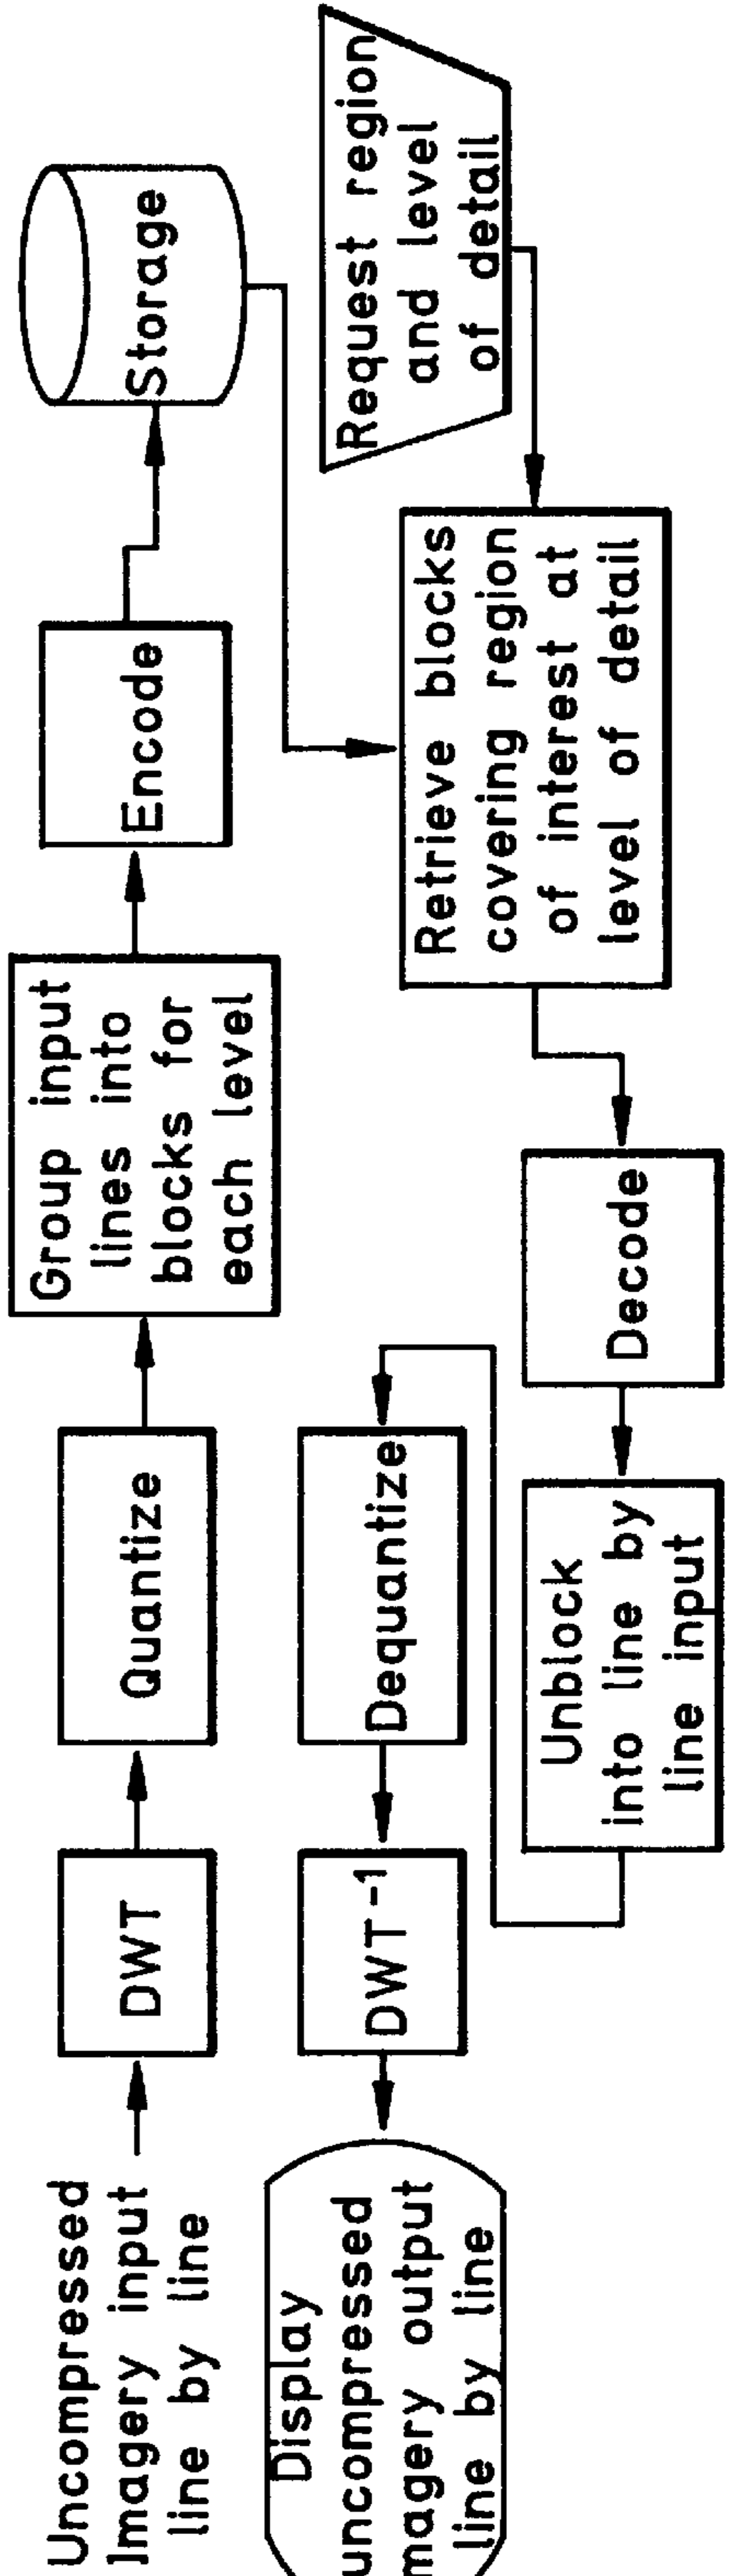 Uncompressed
Imagery input
line by line
DWT
Quantize
Group input
lines into
blocks for
each level
Encode
Storage
Request region
and level
of detail
Retrieve blocks
covering region
of interest at
level of detail
Decode
Unblock
into line by
line input
Dequantize
DWT⁻¹
Display
uncompressed
magery output
line by line